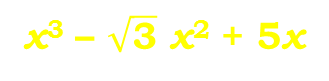 x³ – √3 x² + 5x